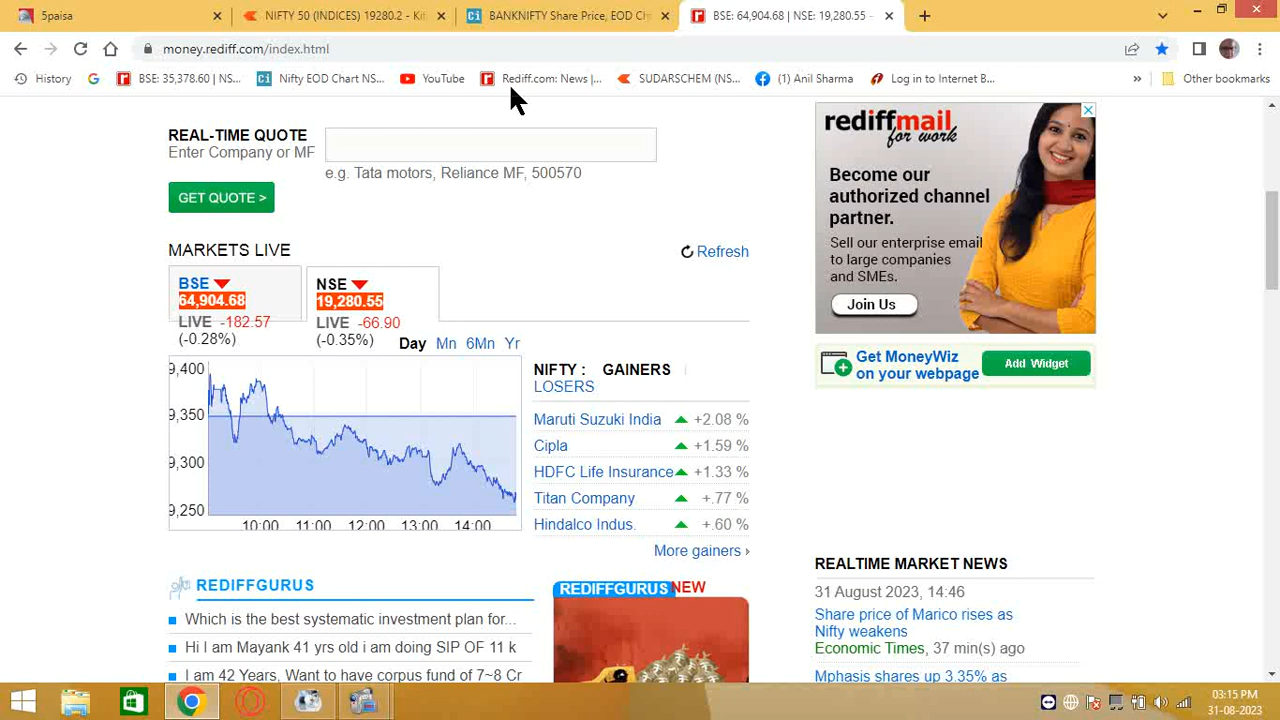 5paisa
NIFTY 50 (INDICES) 19280.2 - Kit
BANKNIFTY Share Price, EOD Ch
BSE: 64,904.68 | NSE: 19,280.55 -
money.rediff.com/index.html
History
BSE: 35,378.60 | NS...
Nifty EOD Chart NS...
YouTube
Rediff.com: News |...
SUDARSCHEM (NS...
(1) Anil Sharma
Log in to Internet B...
»
Other bookmarks
REAL-TIME QUOTE
Enter Company or MF
e.g. Tata motors, Reliance MF, 500570
GET QUOTE >
MARKETS LIVE
Refresh
BSE
64,904.68
LIVE -182.57
(-0.28%)
NSE
19,280.55
LIVE -66.90
(-0.35%)
Day Mn 6Mn Yr
9,400
9,350
9,300
9,250
10:00 11:00 12:00 13:00 14:00
NIFTY : GAINERS
LOSERS
Maruti Suzuki India +2.08 %
Cipla +1.59 %
HDFC Life Insurance +1.33 %
Titan Company +.77 %
Hindalco Indus. +.60 %
More gainers ›
REDIFFGURUS
Which is the best systematic investment plan for...
Hi I am Mayank 41 yrs old i am doing SIP OF 11 k
I am 42 Years, Want to have corpus fund of 7~8 Cr
REDIFFGURUS NEW
rediffmail
for work
Become our
authorized channel
partner.
Sell our enterprise email
to large companies
and SMEs.
Join Us
Get MoneyWiz
on your webpage
Add Widget
REALTIME MARKET NEWS
31 August 2023, 14:46
Share price of Marico rises as
Nifty weakens
Economic Times, 37 min(s) ago
Mphasis shares up 3.35% as
03:15 PM
31-08-2023